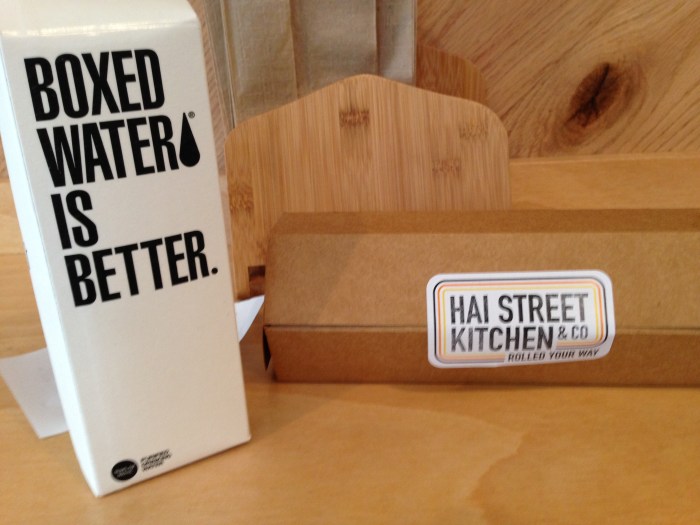 BOXED
WATER®
IS
BETTER.
HAI STREET
KITCHEN & CO
ROLLED YOUR WAY